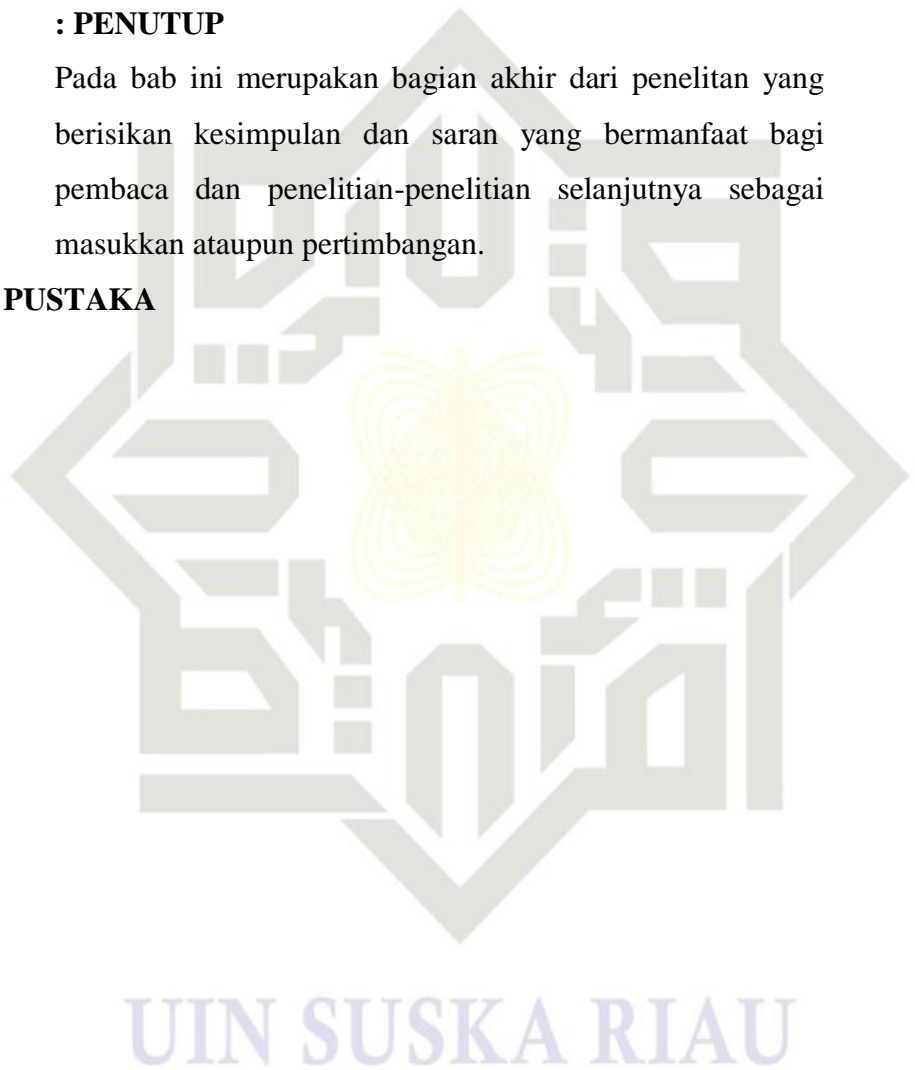 : PENUTUP
Pada bab ini merupakan bagian akhir dari penelitan yang
berisikan kesimpulan dan saran yang bermanfaat bagi
pembaca dan penelitian-penelitian selanjutnya sebagai
masukkan ataupun pertimbangan.
PUSTAKA
UIN SUSKA RIAU